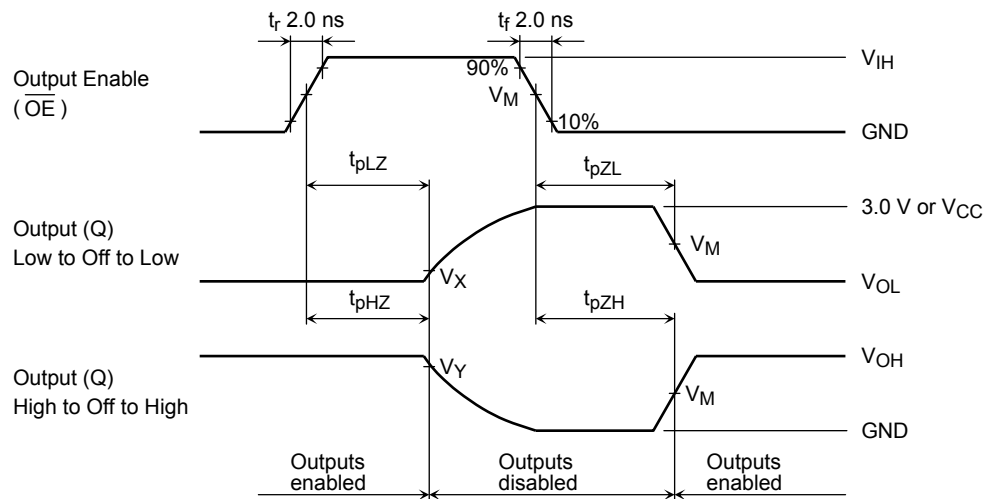 tr 2.0 ns
tf 2.0 ns
Output Enable
( OE )
90%
VM
10%
VIH
GND
tpLZ
tpZL
Output (Q)
Low to Off to Low
VX
VM
3.0 V or VCC
VOL
tpHZ
tpZH
Output (Q)
High to Off to High
VY
VM
VOH
GND
Outputs
enabled
Outputs
disabled
Outputs
enabled